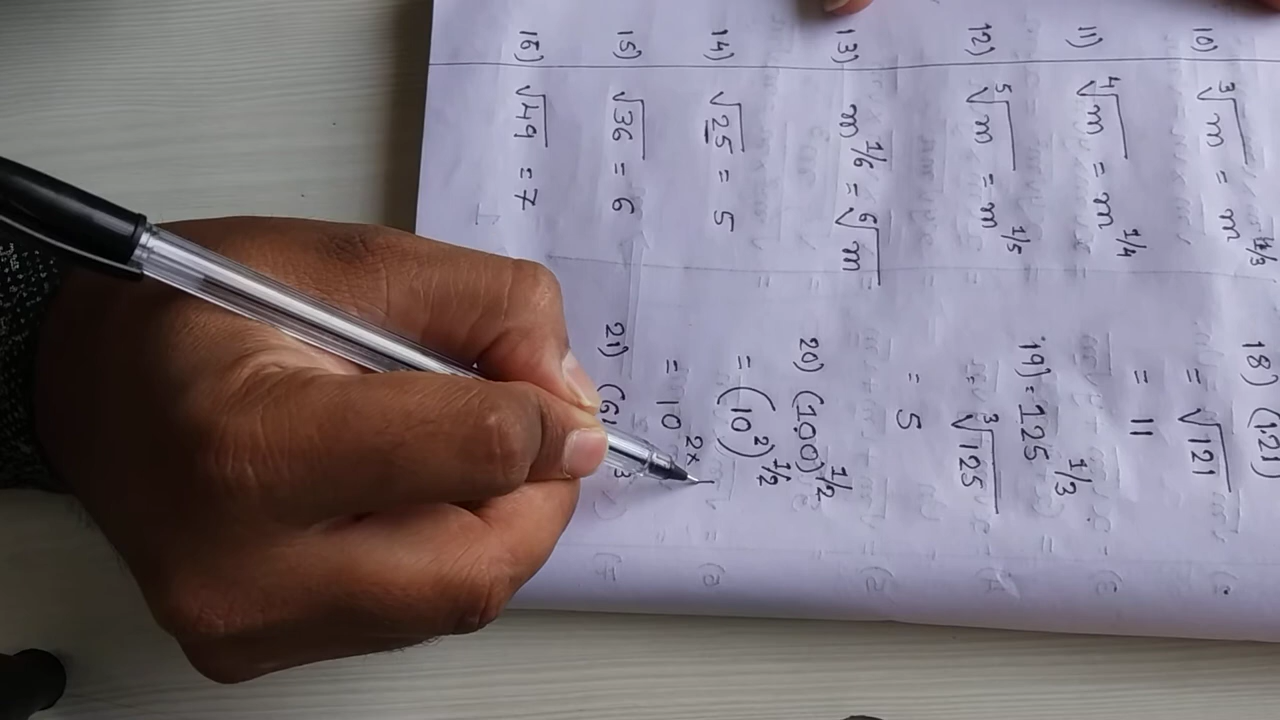 10) ∛m = m^1/3
11) ∜m = m^1/4
12) ⁵√m = m^1/5
13) m^1/6 = ⁶√m
14) √25 = 5
15) √36 = 6
16) √49 = 7
18) (121)
= √121
= 11
19) = 125^1/3
= ∛125
= 5
20) (100)^1/2
= (10²)^1/2
= 10^2×
21) (6